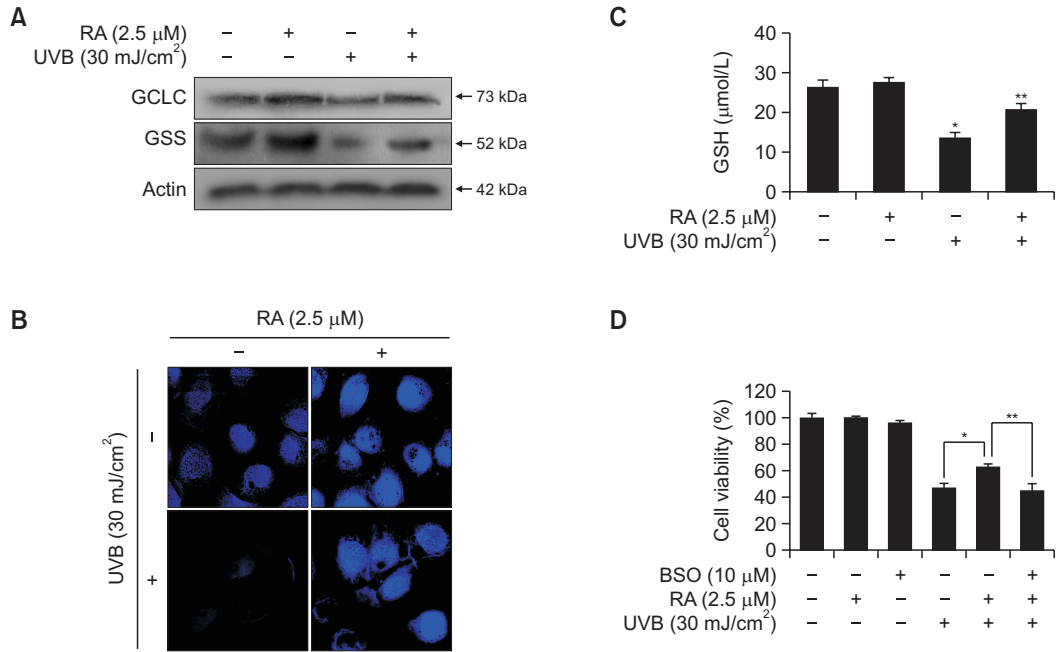 A
RA (2.5 μM) – + – +
UVB (30 mJ/cm²) – – + +
GCLC ← 73 kDa
GSS ← 52 kDa
Actin ← 42 kDa
B
RA (2.5 μM)
– +
UVB (30 mJ/cm²)
–
+
C
GSH (μmol/L)
40
30
20
10
0
*
**
RA (2.5 μM) – + – +
UVB (30 mJ/cm²) – – + +
D
Cell viability (%)
120
100
80
60
40
20
0
*
**
BSO (10 μM) – – + – – +
RA (2.5 μM) – + – – + +
UVB (30 mJ/cm²) – – – + + +